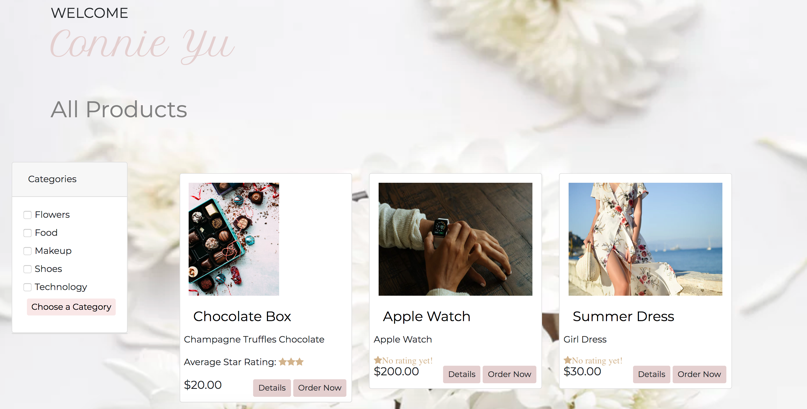 WELCOME
Connie Yu
All Products
Categories
Flowers
Food
Makeup
Shoes
Technology
Choose a Category
Chocolate Box
Champagne Truffles Chocolate
Average Star Rating:
$20.00
Details
Order Now
Apple Watch
Apple Watch
No rating yet!
$200.00
Details
Order Now
Summer Dress
Girl Dress
No rating yet!
$30.00
Details
Order Now